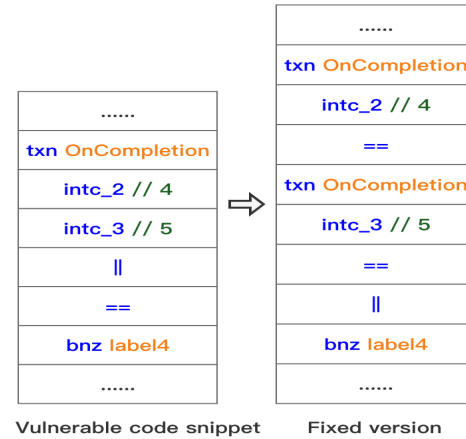 ......
txn OnCompletion
intc_2 // 4
intc_3 // 5
||
==
bnz label4
......
Vulnerable code snippet
......
txn OnCompletion
intc_2 // 4
==
txn OnCompletion
intc_3 // 5
==
||
bnz label4
......
Fixed version